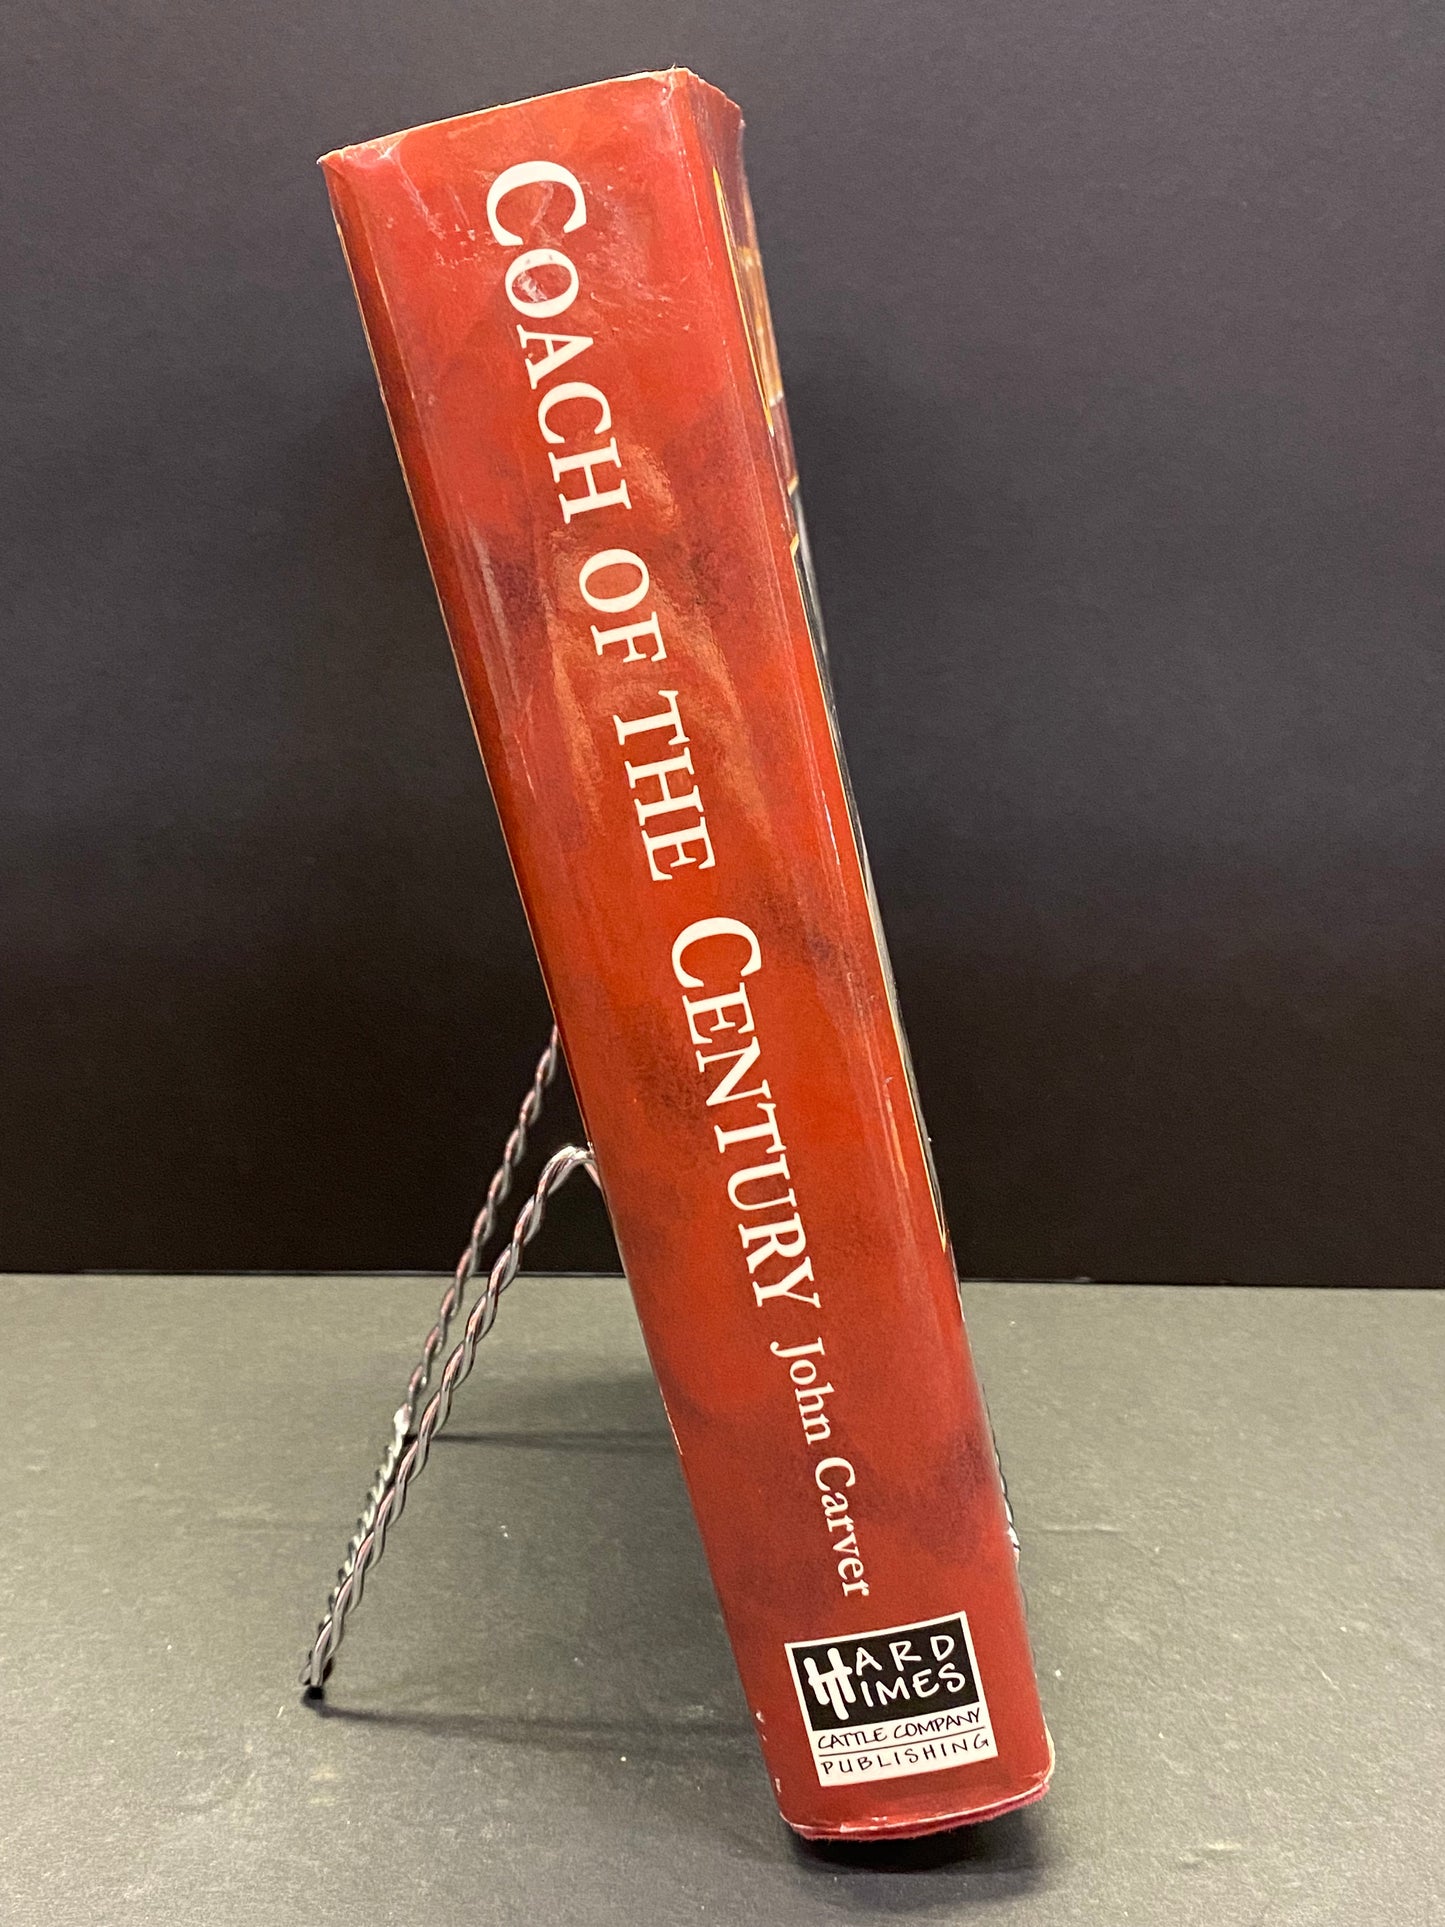 COACH OF THE CENTURY John Carver
HARD
TIMES
CATTLE COMPANY
PUBLISHING